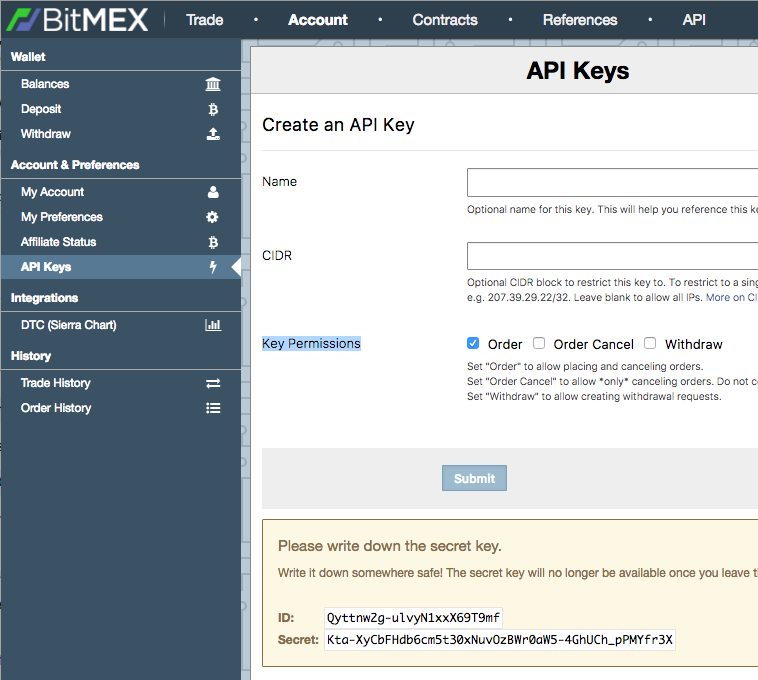 BitMEX Trade • Account • Contracts • References • API
Wallet
Balances
Deposit
Withdraw
Account & Preferences
My Account
My Preferences
Affiliate Status
API Keys
Integrations
DTC (Sierra Chart)
History
Trade History
Order History
API Keys
Create an API Key
Name
Optional name for this key. This will help you reference this
CIDR
Optional CIDR block to restrict this key to. To restrict to a
e.g. 207.39.29.22/32. Leave blank to allow all IPs. More on
Key Permissions
Order Order Cancel Withdraw
Set "Order" to allow placing and canceling orders.
Set "Order Cancel" to allow *only* canceling orders. Do not
Set "Withdraw" to allow creating withdrawal requests.
Submit
Please write down the secret key.
Write it down somewhere safe! The secret key will no longer be available once you leave
ID: Qyttnw2g-ulvyN1xxX69T9mf
Secret: Kta-XyCbFHdb6cm5t30xNuvOzBWr0aW5-4GhUCh_pPMYfr3X